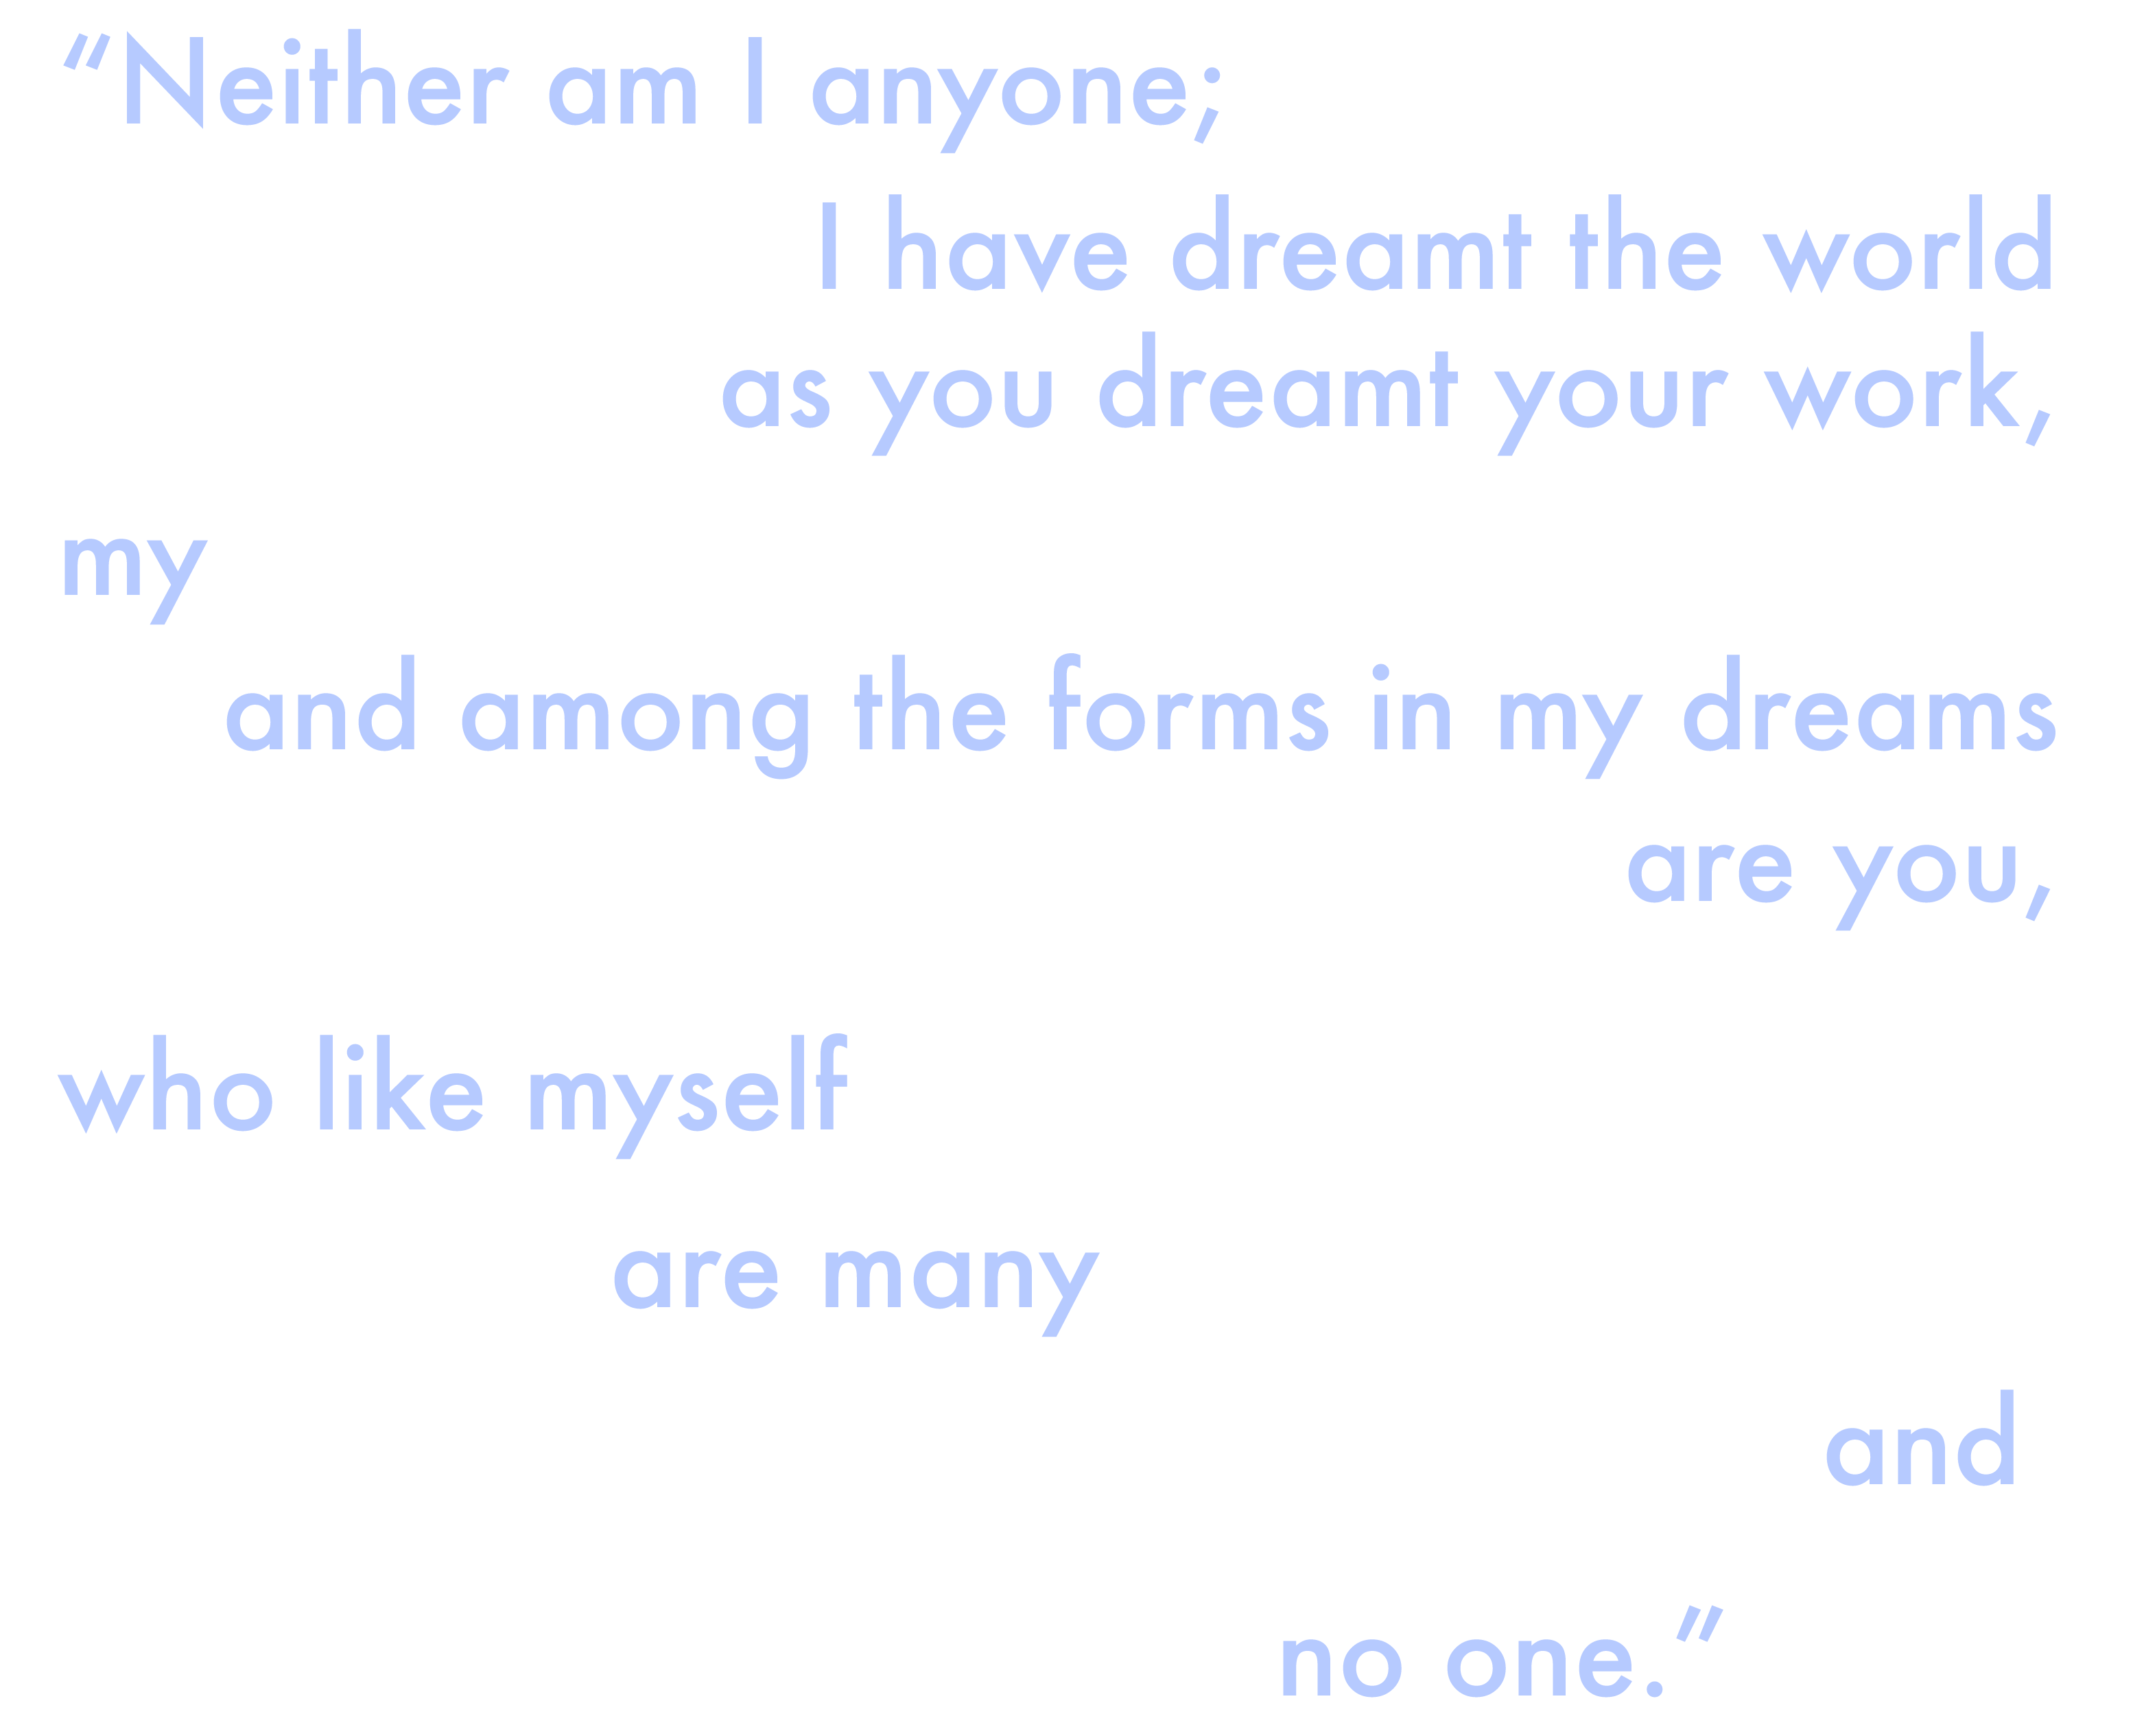 “Neither am I anyone;
I have dreamt the world
as you dreamt your work,
my
and among the forms in my dreams
are you,
who like myself
are many
and
no one.”